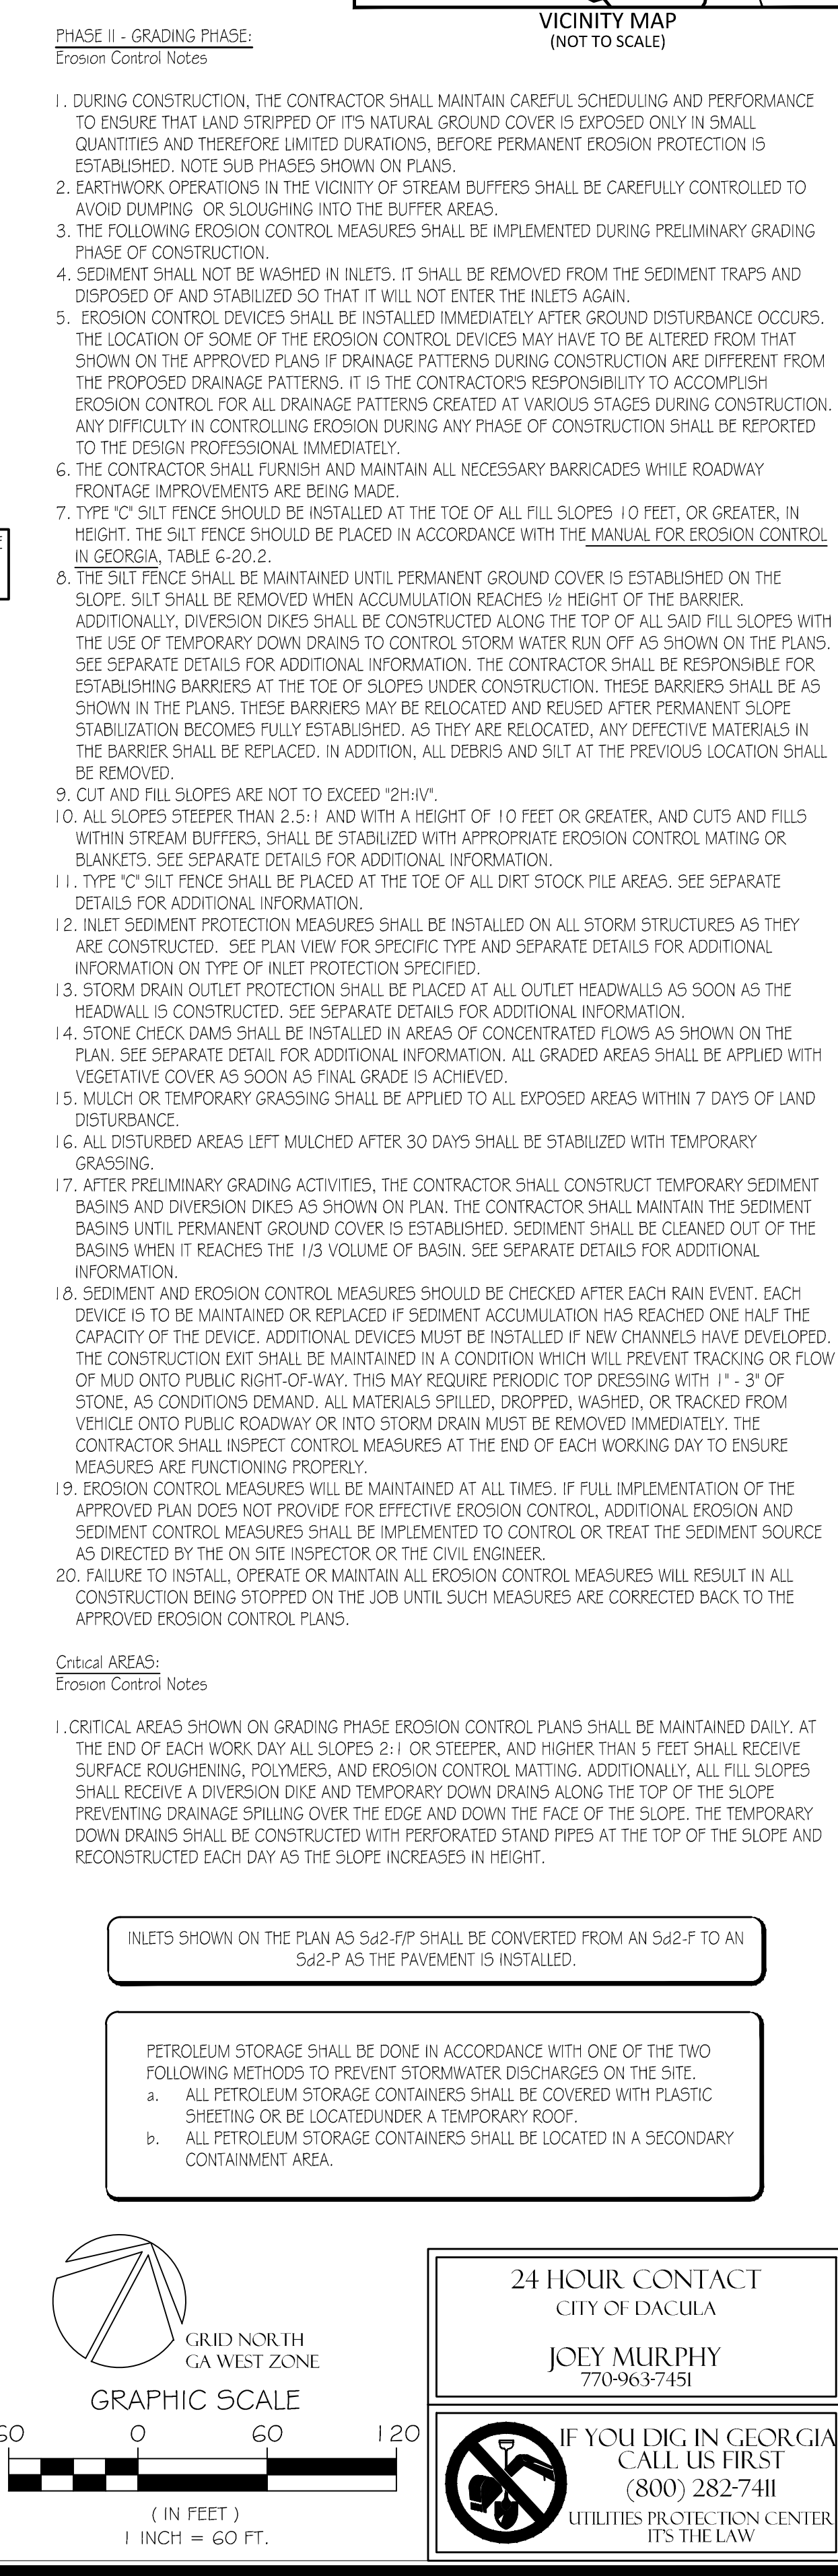 VICINITY MAP
(NOT TO SCALE)
PHASE II - GRADING PHASE:
Erosion Control Notes
1. DURING CONSTRUCTION, THE CONTRACTOR SHALL MAINTAIN CAREFUL SCHEDULING AND PERFORMANCE
TO ENSURE THAT LAND STRIPPED OF IT'S NATURAL GROUND COVER IS EXPOSED ONLY IN SMALL
QUANTITIES AND THEREFORE LIMITED DURATIONS, BEFORE PERMANENT EROSION PROTECTION IS
ESTABLISHED. NOTE SUB PHASES SHOWN ON PLANS.
2. EARTHWORK OPERATIONS IN THE VICINITY OF STREAM BUFFERS SHALL BE CAREFULLY CONTROLLED TO
AVOID DUMPING OR SLOUGHING INTO THE BUFFER AREAS.
3. THE FOLLOWING EROSION CONTROL MEASURES SHALL BE IMPLEMENTED DURING PRELIMINARY GRADING
PHASE OF CONSTRUCTION.
4. SEDIMENT SHALL NOT BE WASHED IN INLETS. IT SHALL BE REMOVED FROM THE SEDIMENT TRAPS AND
DISPOSED OF AND STABILIZED SO THAT IT WILL NOT ENTER THE INLETS AGAIN.
5. EROSION CONTROL DEVICES SHALL BE INSTALLED IMMEDIATELY AFTER GROUND DISTURBANCE OCCURS.
THE LOCATION OF SOME OF THE EROSION CONTROL DEVICES MAY HAVE TO BE ALTERED FROM THAT
SHOWN ON THE APPROVED PLANS IF DRAINAGE PATTERNS DURING CONSTRUCTION ARE DIFFERENT FROM
THE PROPOSED DRAINAGE PATTERNS. IT IS THE CONTRACTOR'S RESPONSIBILITY TO ACCOMPLISH
EROSION CONTROL FOR ALL DRAINAGE PATTERNS CREATED AT VARIOUS STAGES DURING CONSTRUCTION.
ANY DIFFICULTY IN CONTROLLING EROSION DURING ANY PHASE OF CONSTRUCTION SHALL BE REPORTED
TO THE DESIGN PROFESSIONAL IMMEDIATELY.
6. THE CONTRACTOR SHALL FURNISH AND MAINTAIN ALL NECESSARY BARRICADES WHILE ROADWAY
FRONTAGE IMPROVEMENTS ARE BEING MADE.
7. TYPE "C" SILT FENCE SHOULD BE INSTALLED AT THE TOE OF ALL FILL SLOPES 10 FEET, OR GREATER, IN
HEIGHT. THE SILT FENCE SHOULD BE PLACED IN ACCORDANCE WITH THE MANUAL FOR EROSION CONTROL
IN GEORGIA, TABLE 6-20.2.
8. THE SILT FENCE SHALL BE MAINTAINED UNTIL PERMANENT GROUND COVER IS ESTABLISHED ON THE
SLOPE. SILT SHALL BE REMOVED WHEN ACCUMULATION REACHES ½ HEIGHT OF THE BARRIER.
ADDITIONALLY, DIVERSION DIKES SHALL BE CONSTRUCTED ALONG THE TOP OF ALL SAID FILL SLOPES WITH
THE USE OF TEMPORARY DOWN DRAINS TO CONTROL STORM WATER RUN OFF AS SHOWN ON THE PLANS.
SEE SEPARATE DETAILS FOR ADDITIONAL INFORMATION. THE CONTRACTOR SHALL BE RESPONSIBLE FOR
ESTABLISHING BARRIERS AT THE TOE OF SLOPES UNDER CONSTRUCTION. THESE BARRIERS SHALL BE AS
SHOWN IN THE PLANS. THESE BARRIERS MAY BE RELOCATED AND REUSED AFTER PERMANENT SLOPE
STABILIZATION BECOMES FULLY ESTABLISHED. AS THEY ARE RELOCATED, ANY DEFECTIVE MATERIALS IN
THE BARRIER SHALL BE REPLACED. IN ADDITION, ALL DEBRIS AND SILT AT THE PREVIOUS LOCATION SHALL
BE REMOVED.
9. CUT AND FILL SLOPES ARE NOT TO EXCEED "2H:1V".
10. ALL SLOPES STEEPER THAN 2.5:1 AND WITH A HEIGHT OF 10 FEET OR GREATER, AND CUTS AND FILLS
WITHIN STREAM BUFFERS, SHALL BE STABILIZED WITH APPROPRIATE EROSION CONTROL MATING OR
BLANKETS. SEE SEPARATE DETAILS FOR ADDITIONAL INFORMATION.
11. TYPE "C" SILT FENCE SHALL BE PLACED AT THE TOE OF ALL DIRT STOCK PILE AREAS. SEE SEPARATE
DETAILS FOR ADDITIONAL INFORMATION.
12. INLET SEDIMENT PROTECTION MEASURES SHALL BE INSTALLED ON ALL STORM STRUCTURES AS THEY
ARE CONSTRUCTED. SEE PLAN VIEW FOR SPECIFIC TYPE AND SEPARATE DETAILS FOR ADDITIONAL
INFORMATION ON TYPE OF INLET PROTECTION SPECIFIED.
13. STORM DRAIN OUTLET PROTECTION SHALL BE PLACED AT ALL OUTLET HEADWALLS AS SOON AS THE
HEADWALL IS CONSTRUCTED. SEE SEPARATE DETAILS FOR ADDITIONAL INFORMATION.
14. STONE CHECK DAMS SHALL BE INSTALLED IN AREAS OF CONCENTRATED FLOWS AS SHOWN ON THE
PLAN. SEE SEPARATE DETAIL FOR ADDITIONAL INFORMATION. ALL GRADED AREAS SHALL BE APPLIED WITH
VEGETATIVE COVER AS SOON AS FINAL GRADE IS ACHIEVED.
15. MULCH OR TEMPORARY GRASSING SHALL BE APPLIED TO ALL EXPOSED AREAS WITHIN 7 DAYS OF LAND
DISTURBANCE.
16. ALL DISTURBED AREAS LEFT MULCHED AFTER 30 DAYS SHALL BE STABILIZED WITH TEMPORARY
GRASSING.
17. AFTER PRELIMINARY GRADING ACTIVITIES, THE CONTRACTOR SHALL CONSTRUCT TEMPORARY SEDIMENT
BASINS AND DIVERSION DIKES AS SHOWN ON PLAN. THE CONTRACTOR SHALL MAINTAIN THE SEDIMENT
BASINS UNTIL PERMANENT GROUND COVER IS ESTABLISHED. SEDIMENT SHALL BE CLEANED OUT OF THE
BASINS WHEN IT REACHES THE 1/3 VOLUME OF BASIN. SEE SEPARATE DETAILS FOR ADDITIONAL
INFORMATION.
18. SEDIMENT AND EROSION CONTROL MEASURES SHOULD BE CHECKED AFTER EACH RAIN EVENT. EACH
DEVICE IS TO BE MAINTAINED OR REPLACED IF SEDIMENT ACCUMULATION HAS REACHED ONE HALF THE
CAPACITY OF THE DEVICE. ADDITIONAL DEVICES MUST BE INSTALLED IF NEW CHANNELS HAVE DEVELOPED.
THE CONSTRUCTION EXIT SHALL BE MAINTAINED IN A CONDITION WHICH WILL PREVENT TRACKING OR FLOW
OF MUD ONTO PUBLIC RIGHT-OF-WAY. THIS MAY REQUIRE PERIODIC TOP DRESSING WITH 1" - 3" OF
STONE, AS CONDITIONS DEMAND. ALL MATERIALS SPILLED, DROPPED, WASHED, OR TRACKED FROM
VEHICLE ONTO PUBLIC ROADWAY OR INTO STORM DRAIN MUST BE REMOVED IMMEDIATELY. THE
CONTRACTOR SHALL INSPECT CONTROL MEASURES AT THE END OF EACH WORKING DAY TO ENSURE
MEASURES ARE FUNCTIONING PROPERLY.
19. EROSION CONTROL MEASURES WILL BE MAINTAINED AT ALL TIMES. IF FULL IMPLEMENTATION OF THE
APPROVED PLAN DOES NOT PROVIDE FOR EFFECTIVE EROSION CONTROL, ADDITIONAL EROSION AND
SEDIMENT CONTROL MEASURES SHALL BE IMPLEMENTED TO CONTROL OR TREAT THE SEDIMENT SOURCE
AS DIRECTED BY THE ON SITE INSPECTOR OR THE CIVIL ENGINEER.
20. FAILURE TO INSTALL, OPERATE OR MAINTAIN ALL EROSION CONTROL MEASURES WILL RESULT IN ALL
CONSTRUCTION BEING STOPPED ON THE JOB UNTIL SUCH MEASURES ARE CORRECTED BACK TO THE
APPROVED EROSION CONTROL PLANS.
Critical AREAS:
Erosion Control Notes
1.CRITICAL AREAS SHOWN ON GRADING PHASE EROSION CONTROL PLANS SHALL BE MAINTAINED DAILY. AT
THE END OF EACH WORK DAY ALL SLOPES 2:1 OR STEEPER, AND HIGHER THAN 5 FEET SHALL RECEIVE
SURFACE ROUGHENING, POLYMERS, AND EROSION CONTROL MATTING. ADDITIONALLY, ALL FILL SLOPES
SHALL RECEIVE A DIVERSION DIKE AND TEMPORARY DOWN DRAINS ALONG THE TOP OF THE SLOPE
PREVENTING DRAINAGE SPILLING OVER THE EDGE AND DOWN THE FACE OF THE SLOPE. THE TEMPORARY
DOWN DRAINS SHALL BE CONSTRUCTED WITH PERFORATED STAND PIPES AT THE TOP OF THE SLOPE AND
RECONSTRUCTED EACH DAY AS THE SLOPE INCREASES IN HEIGHT.
INLETS SHOWN ON THE PLAN AS Sd2-F/P SHALL BE CONVERTED FROM AN Sd2-F TO AN
Sd2-P AS THE PAVEMENT IS INSTALLED.
PETROLEUM STORAGE SHALL BE DONE IN ACCORDANCE WITH ONE OF THE TWO
FOLLOWING METHODS TO PREVENT STORMWATER DISCHARGES ON THE SITE.
a. ALL PETROLEUM STORAGE CONTAINERS SHALL BE COVERED WITH PLASTIC
SHEETING OR BE LOCATEDUNDER A TEMPORARY ROOF.
b. ALL PETROLEUM STORAGE CONTAINERS SHALL BE LOCATED IN A SECONDARY
CONTAINMENT AREA.
GRID NORTH
GA WEST ZONE
GRAPHIC SCALE
60 0 60 120
( IN FEET )
1 INCH = 60 FT.
24 HOUR CONTACT
CITY OF DACULA
JOEY MURPHY
770-963-7451
IF YOU DIG IN GEORGIA
CALL US FIRST
(800) 282-7411
UTILITIES PROTECTION CENTER
IT'S THE LAW